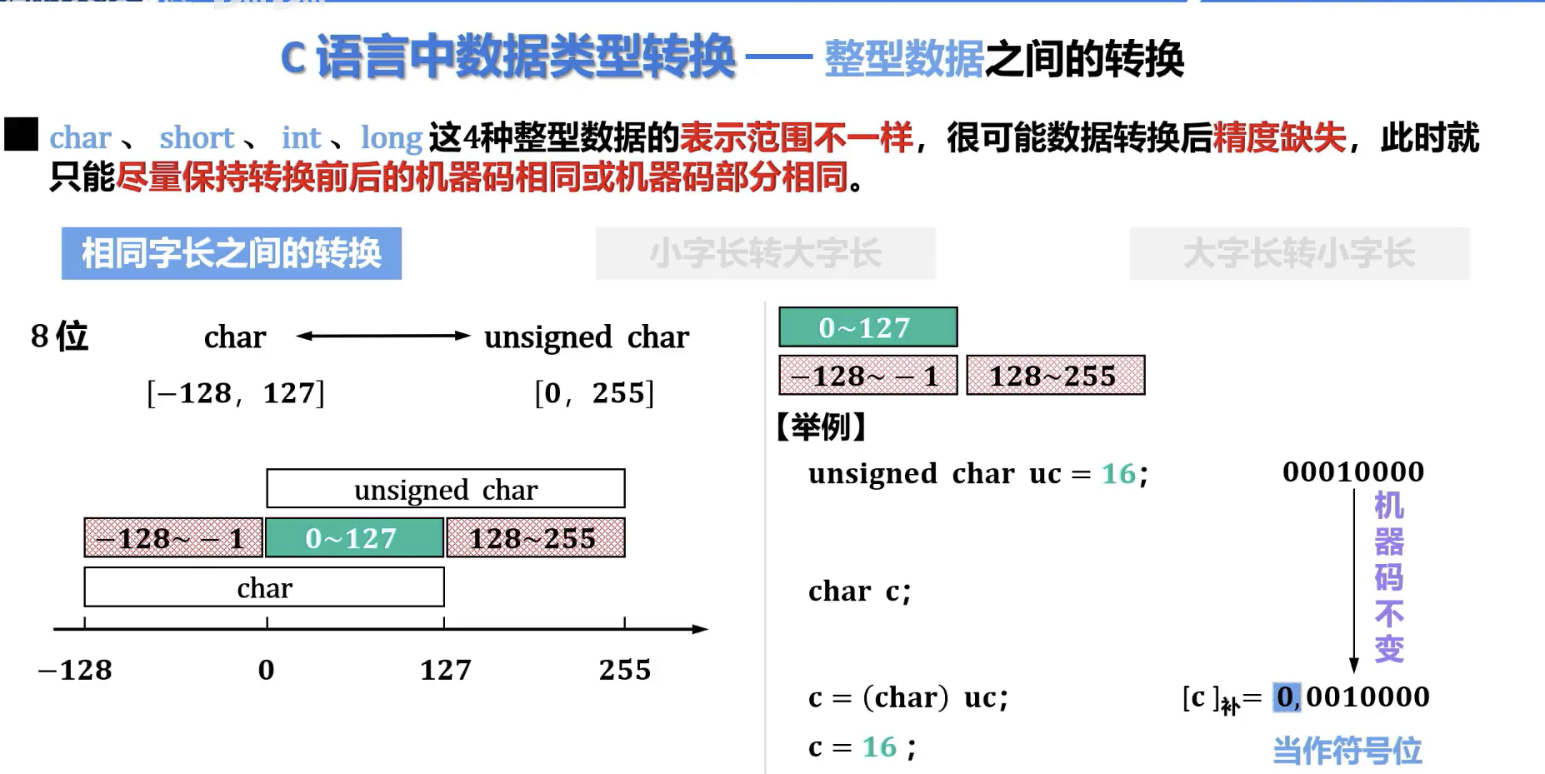 C 语言中数据类型转换 —— 整型数据之间的转换
char 、 short 、 int 、long 这4种整型数据的表示范围不一样，很可能数据转换后精度缺失，此时就
只能尽量保持转换前后的机器码相同或机器码部分相同。
相同字长之间的转换
小字长转大字长
大字长转小字长
8 位
char
unsigned char
[−128，127]
[0，255]
unsigned char
−128~−1
0~127
128~255
char
−128
0
127
255
0~127
−128~−1
128~255
【举例】
unsigned char uc = 16；
00010000
机器码不变
char c；
c =（char）uc；
[c ]补= 0,0010000
c = 16；
当作符号位